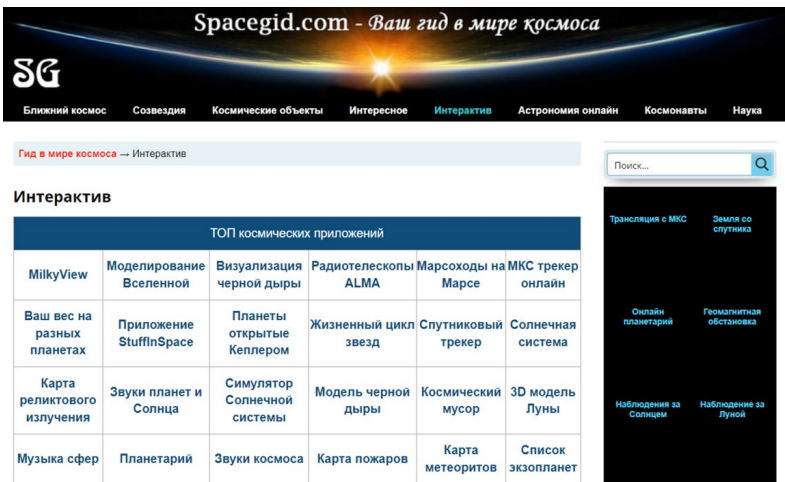 Spacegid.com - Ваш гид в мире космоса
SG
Ближний космос Созвездия Космические объекты Интересное Интерактив Астрономия онлайн Космонавты Наука
Гид в мире космоса → Интерактив
Поиск...
Интерактив
ТОП космических приложений
MilkyView
Моделирование
Вселенной
Визуализация
черной дыры
Радиотелескопы
ALMA
Марсоходы на
Марсе
МКС трекер
онлайн
Ваш вес на
разных
планетах
Приложение
StuffInSpace
Планеты
открытые
Кеплером
Жизненный цикл
звезд
Спутниковый
трекер
Солнечная
система
Карта
реликтового
излучения
Звуки планет и
Солнца
Симулятор
Солнечной
системы
Модель черной
дыры
Космический
мусор
3D модель
Луны
Музыка сфер
Планетарий
Звуки космоса
Карта пожаров
Карта
метеоритов
Список
экзопланет
Трансляция с МКС
Земля со
спутника
Онлайн
планетарий
Геомагнитная
обстановка
Наблюдения за
Солнцем
Наблюдение за
Луной